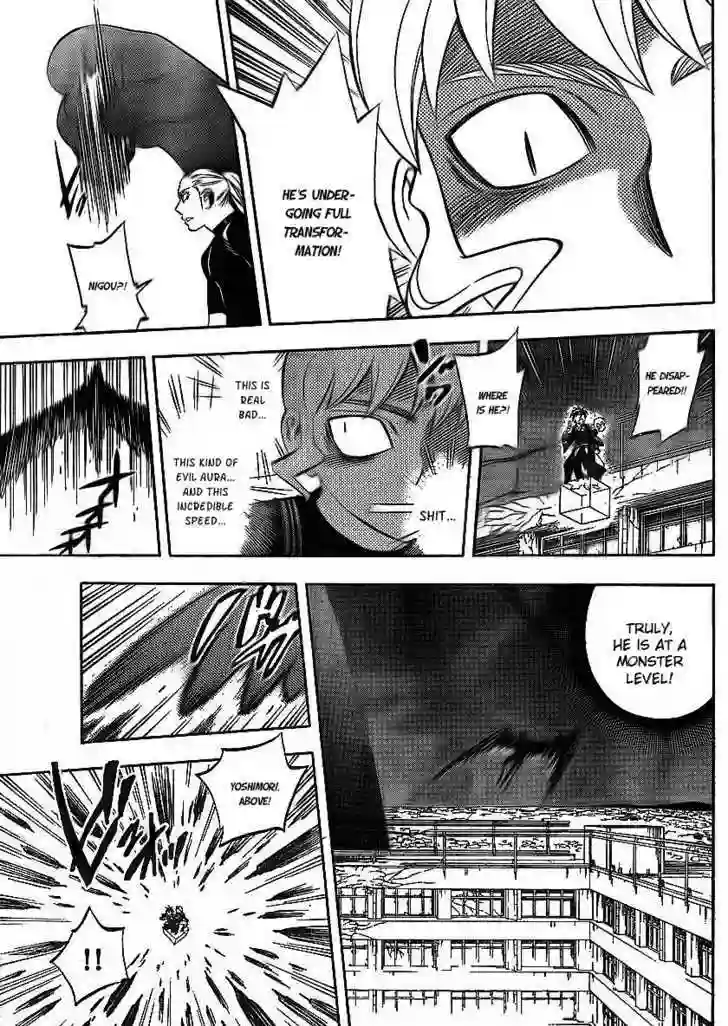 HE'S UNDER-
GOING FULL
TRANSFOR-
MATION!
NIGOU?!
HE DISAP-
PEARED!!
WHERE
IS HE?!
THIS IS
REAL
BAD...
THIS KIND OF
EVIL AURA...
...AND THIS
INCREDIBLE
SPEED...
SHIT...
TRULY,
HE IS AT A
MONSTER
LEVEL!
YOSHIMORI,
ABOVE!
!!